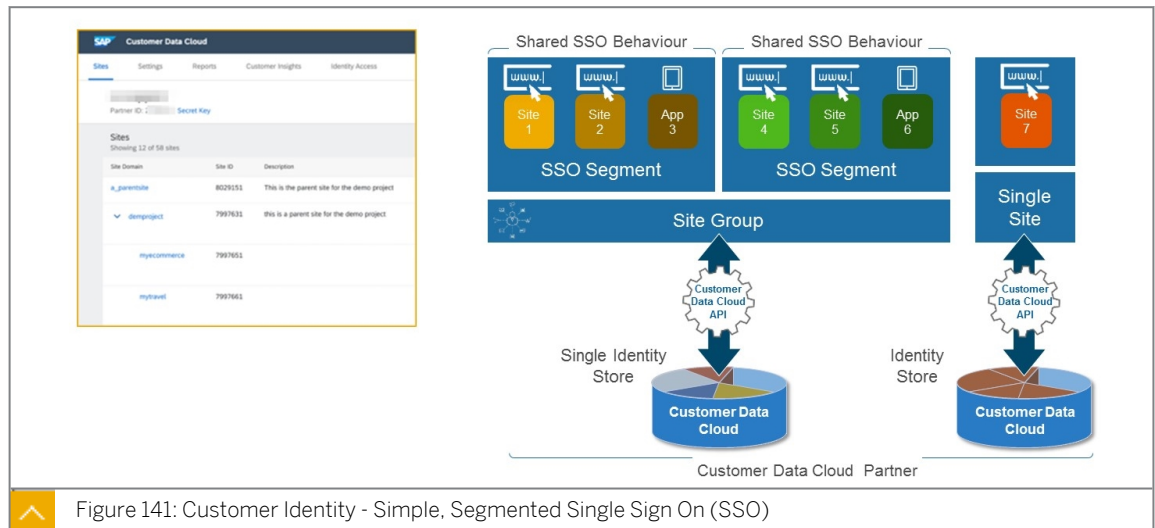 SAP Customer Data Cloud
Sites Settings Reports Customer Insights Identity Access
Partner ID: Secret Key
Sites
Showing 12 of 58 sites
Site Domain Site ID Description
a_parentsite 8029151 This is the parent site for the demo project
demproject 7997631 this is a parent site for the demo project
myecommerce 7997651
mytravel 7997661
Shared SSO Behaviour Shared SSO Behaviour
www. www. www. www. www.
Site Site App Site Site App Site
1 2 3 4 5 6 7
SSO Segment SSO Segment
Single
Site
Site Group
Customer
Data Cloud
API
Customer
Data Cloud
API
Single Identity
Store
Identity
Store
Customer Data
Cloud
Customer Data
Cloud
Customer Data Cloud Partner
Figure 141: Customer Identity - Simple, Segmented Single Sign On (SSO)